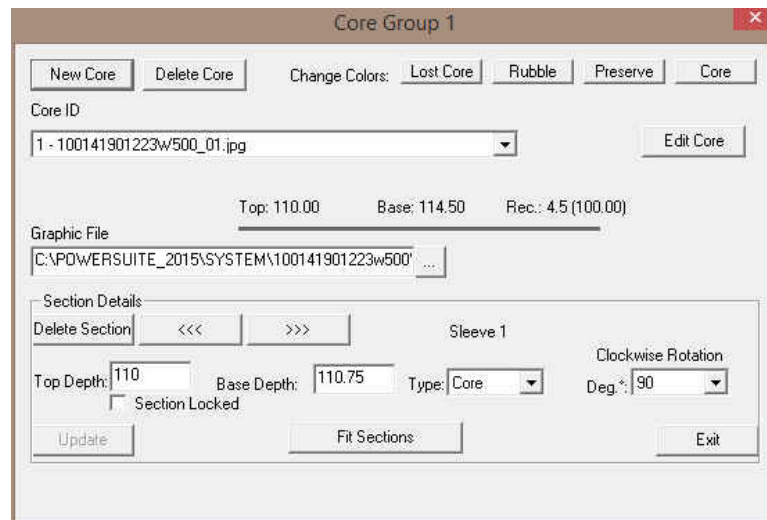 Core Group 1
New Core Delete Core Change Colors: Lost Core Rubble Preserve Core
Core ID
1 - 100141901223W500_01.jpg
Edit Core
Top: 110.00 Base: 114.50 Rec.: 4.5 (100.00)
Graphic File
C:\POWERSUITE_2015\SYSTEM\100141901223w500' ...
Section Details
Delete Section <<< >>> Sleeve 1
Clockwise Rotation
Top Depth: 110 Base Depth: 110.75 Type: Core Deg.*: 90
Section Locked
Update Fit Sections Exit